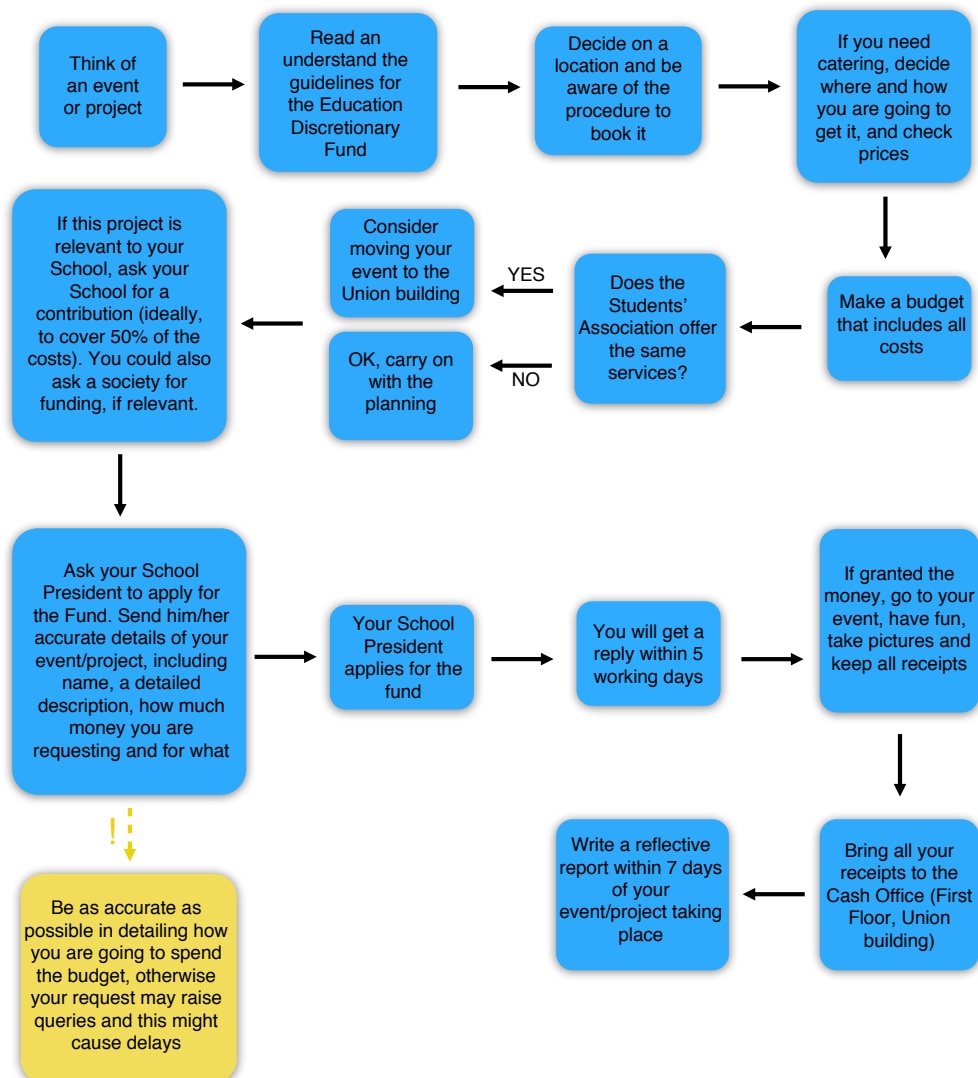 Think of
an event
or project
Read an
understand the
guidelines for
the Education
Discretionary
Fund
Decide on a
location and be
aware of the
procedure to
book it
If you need
catering, decide
where and how
you are going to
get it, and check
prices
Make a budget
that includes all
costs
Does the
Students’
Association offer
the same
services?
YES
Consider
moving your
event to the
Union building
NO
OK, carry on
with the
planning
If this project is
relevant to your
School, ask your
School for a
contribution (ideally,
to cover 50% of the
costs). You could also
ask a society for
funding, if relevant.
Ask your School
President to apply for
the Fund. Send him/her
accurate details of your
event/project, including
name, a detailed
description, how much
money you are
requesting and for what
!
Be as accurate as
possible in detailing how
you are going to spend
the budget, otherwise
your request may raise
queries and this might
cause delays
Your School
President
applies for the
fund
You will get a
reply within 5
working days
If granted the
money, go to your
event, have fun,
take pictures and
keep all receipts
Bring all your
receipts to the
Cash Office (First
Floor, Union
building)
Write a reflective
report within 7 days
of your
event/project taking
place